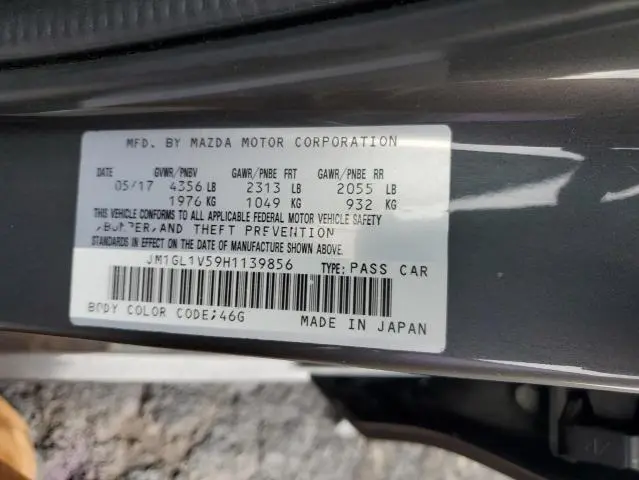 MFD. BY MAZDA MOTOR CORPORATION
DATE GVWR/PNBV GAWR/PNBE FRT GAWR/PNBE RR
05/17 4356 LB 2313 LB 2055 LB
1976 KG 1049 KG 932 KG
THIS VEHICLE CONFORMS TO ALL APPLICABLE FEDERAL MOTOR VEHICLE SAFETY
,BUMPER,AND THEFT PREVENTION
STANDARDS IN EFFECT ON THE DATE OF MANUFACTURE SHOWN ABOVE.
JM1GL1V59H1139856 TYPE: PASS CAR
BODY COLOR CODE;46G MADE IN JAPAN